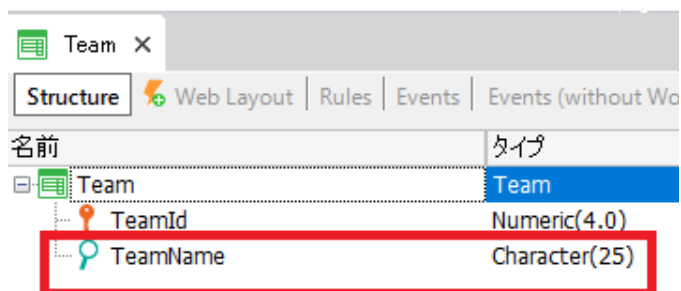 Team ×
Structure Web Layout Rules Events Events (without Wo
名前 タイプ
Team Team
TeamId Numeric(4.0)
TeamName Character(25)